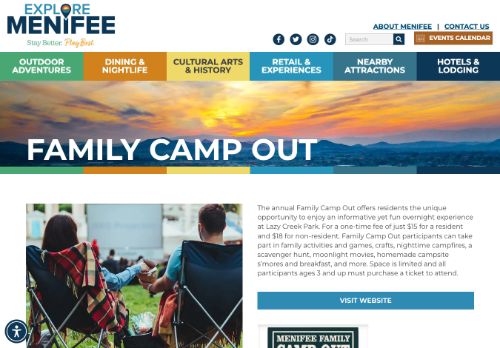 EXPLORE
MENIFEE
Stay Better. Play Best.
ABOUT MENIFEE | CONTACT US
Search
EVENTS CALENDAR
OUTDOOR
ADVENTURES
DINING &
NIGHTLIFE
CULTURAL ARTS
& HISTORY
RETAIL &
EXPERIENCES
NEARBY
ATTRACTIONS
HOTELS &
LODGING
FAMILY CAMP OUT
The annual Family Camp Out offers residents the unique
opportunity to enjoy an informative yet fun overnight experience
at Lazy Creek Park. For a one-time fee of just $15 for a resident
and $18 for non-resident, Family Camp Out participants can take
part in family activities and games, crafts, nighttime campfires, a
scavenger hunt, moonlight movies, homemade campsite
s'mores and breakfast, and more. Space is limited and all
participants ages 3 and up must purchase a ticket to attend.
VISIT WEBSITE
MENIFEE FAMILY
CAMP OUT